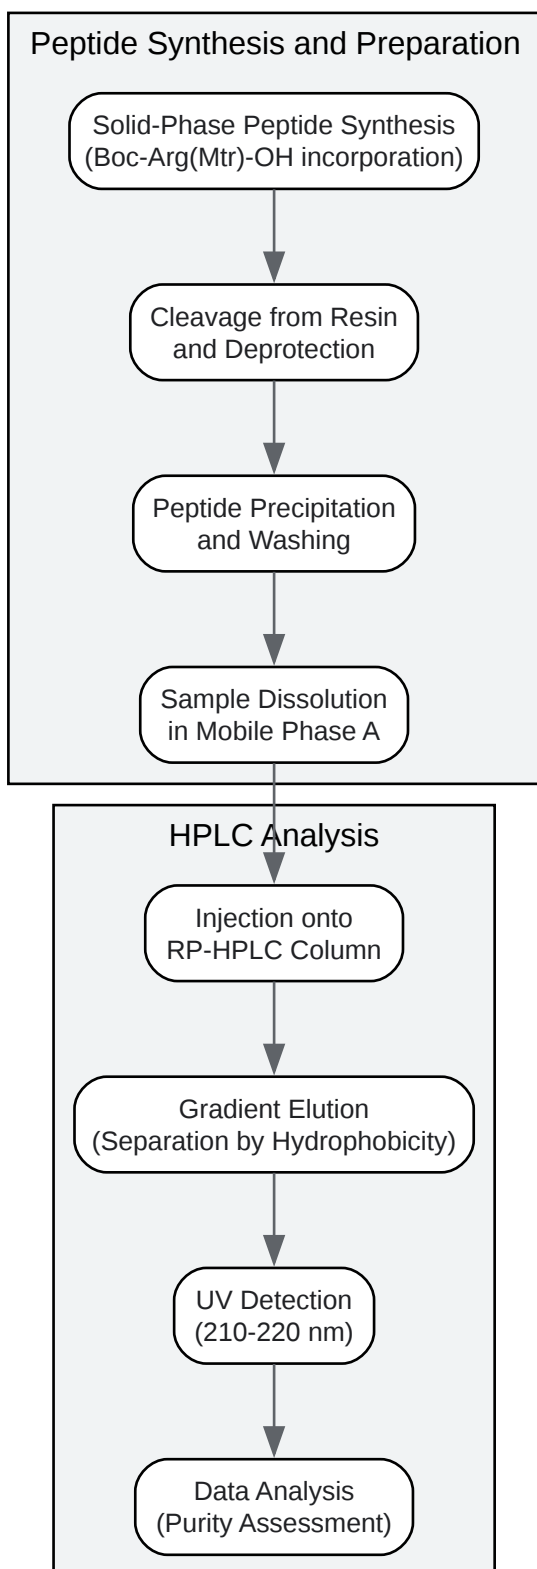 Peptide Synthesis and Preparation
Solid-Phase Peptide Synthesis
(Boc-Arg(Mtr)-OH incorporation)
Cleavage from Resin
and Deprotection
Peptide Precipitation
and Washing
Sample Dissolution
in Mobile Phase A
HPLC Analysis
Injection onto
RP-HPLC Column
Gradient Elution
(Separation by Hydrophobicity)
UV Detection
(210-220 nm)
Data Analysis
(Purity Assessment)